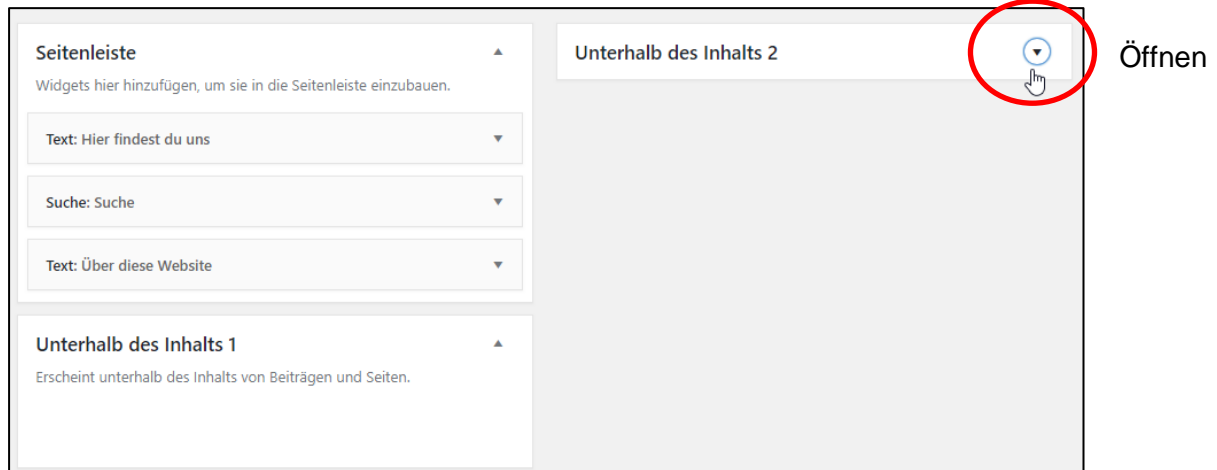 Seitenleiste
Widgets hier hinzufügen, um sie in die Seitenleiste einzubauen.
Text: Hier findest du uns
Suche: Suche
Text: Über diese Website
Unterhalb des Inhalts 1
Erscheint unterhalb des Inhalts von Beiträgen und Seiten.
Unterhalb des Inhalts 2
Öffnen